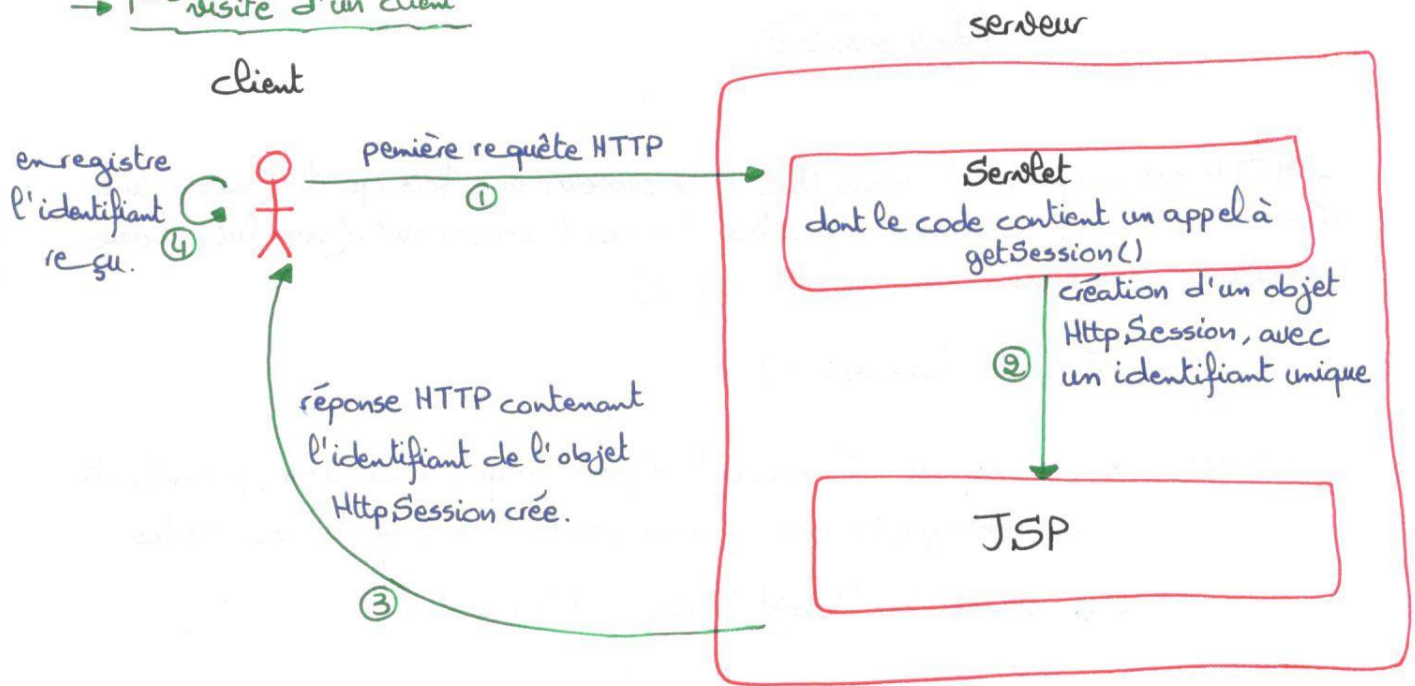 → 1ère visite d'un client
serveur
client
enregistre
l'identifiant
reçu.
④
pemière requête HTTP
①
Servlet
dont le code contient un appel à
getSession()
création d'un objet
HttpSession, avec
un identifiant unique
②
réponse HTTP contenant
l'identifiant de l'objet
HttpSession crée.
③
JSP